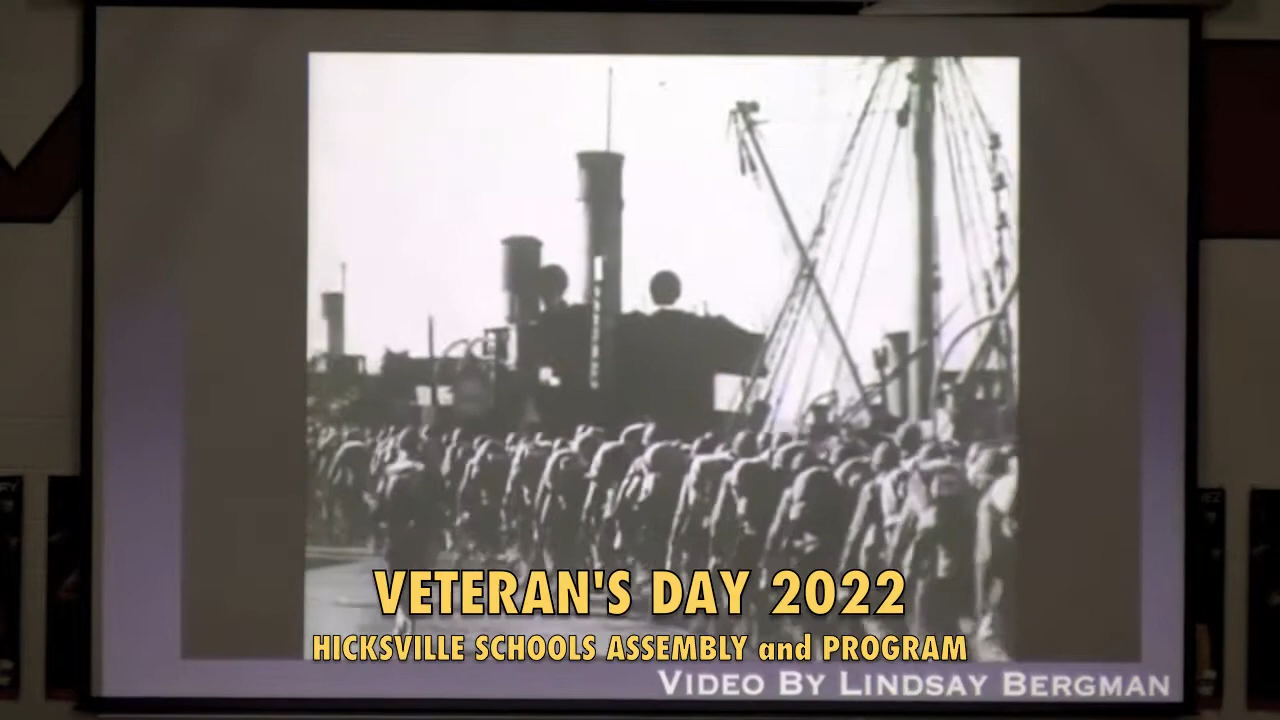 VETERAN'S DAY 2022
HICKSVILLE SCHOOLS ASSEMBLY and PROGRAM
VIDEO BY LINDSAY BERGMAN